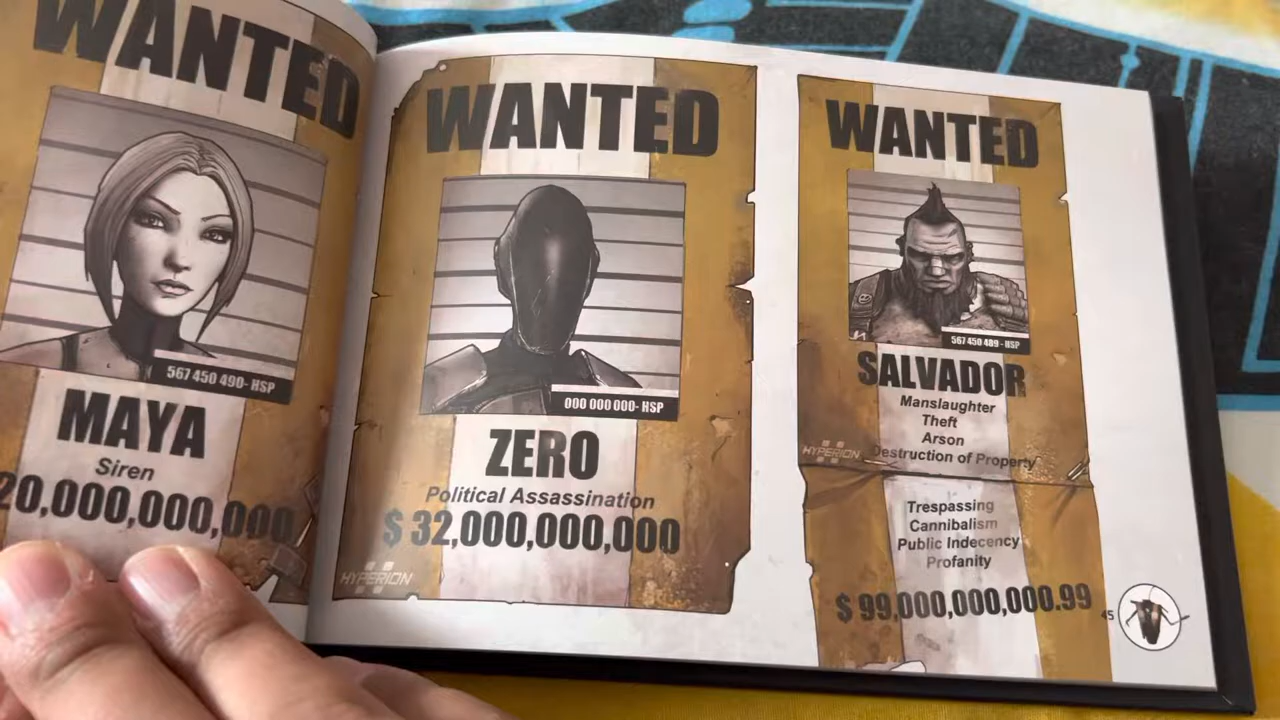 WANTED
567 450 490- HSP
MAYA
Siren
20,000,000,000
WANTED
000 000 000- HSP
ZERO
Political Assassination
$ 32,000,000,000
HYPERION
WANTED
567 450 489 - HSP
SALVADOR
Manslaughter
Theft
Arson
Destruction of Property
HYPERION
Trespassing
Cannibalism
Public Indecency
Profanity
$ 99,000,000,000.99
45